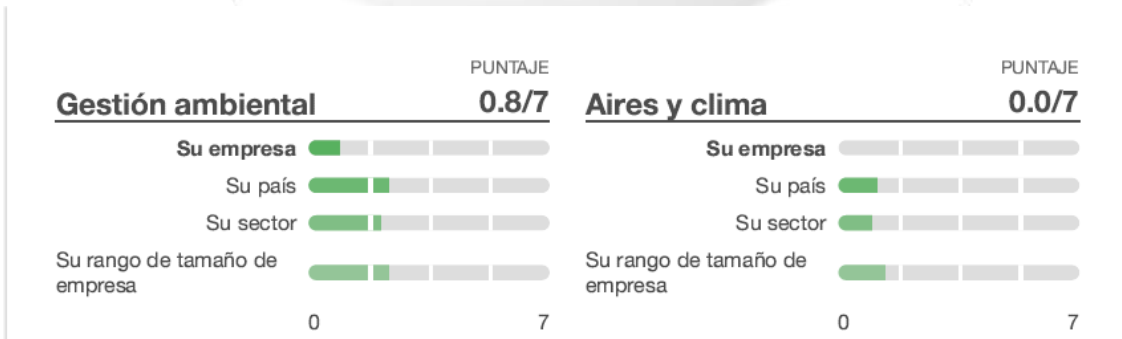 PUNTAJE
Gestión ambiental 0.8/7
Su empresa
Su país
Su sector
Su rango de tamaño de
empresa
0 7
PUNTAJE
Aires y clima 0.0/7
Su empresa
Su país
Su sector
Su rango de tamaño de
empresa
0 7